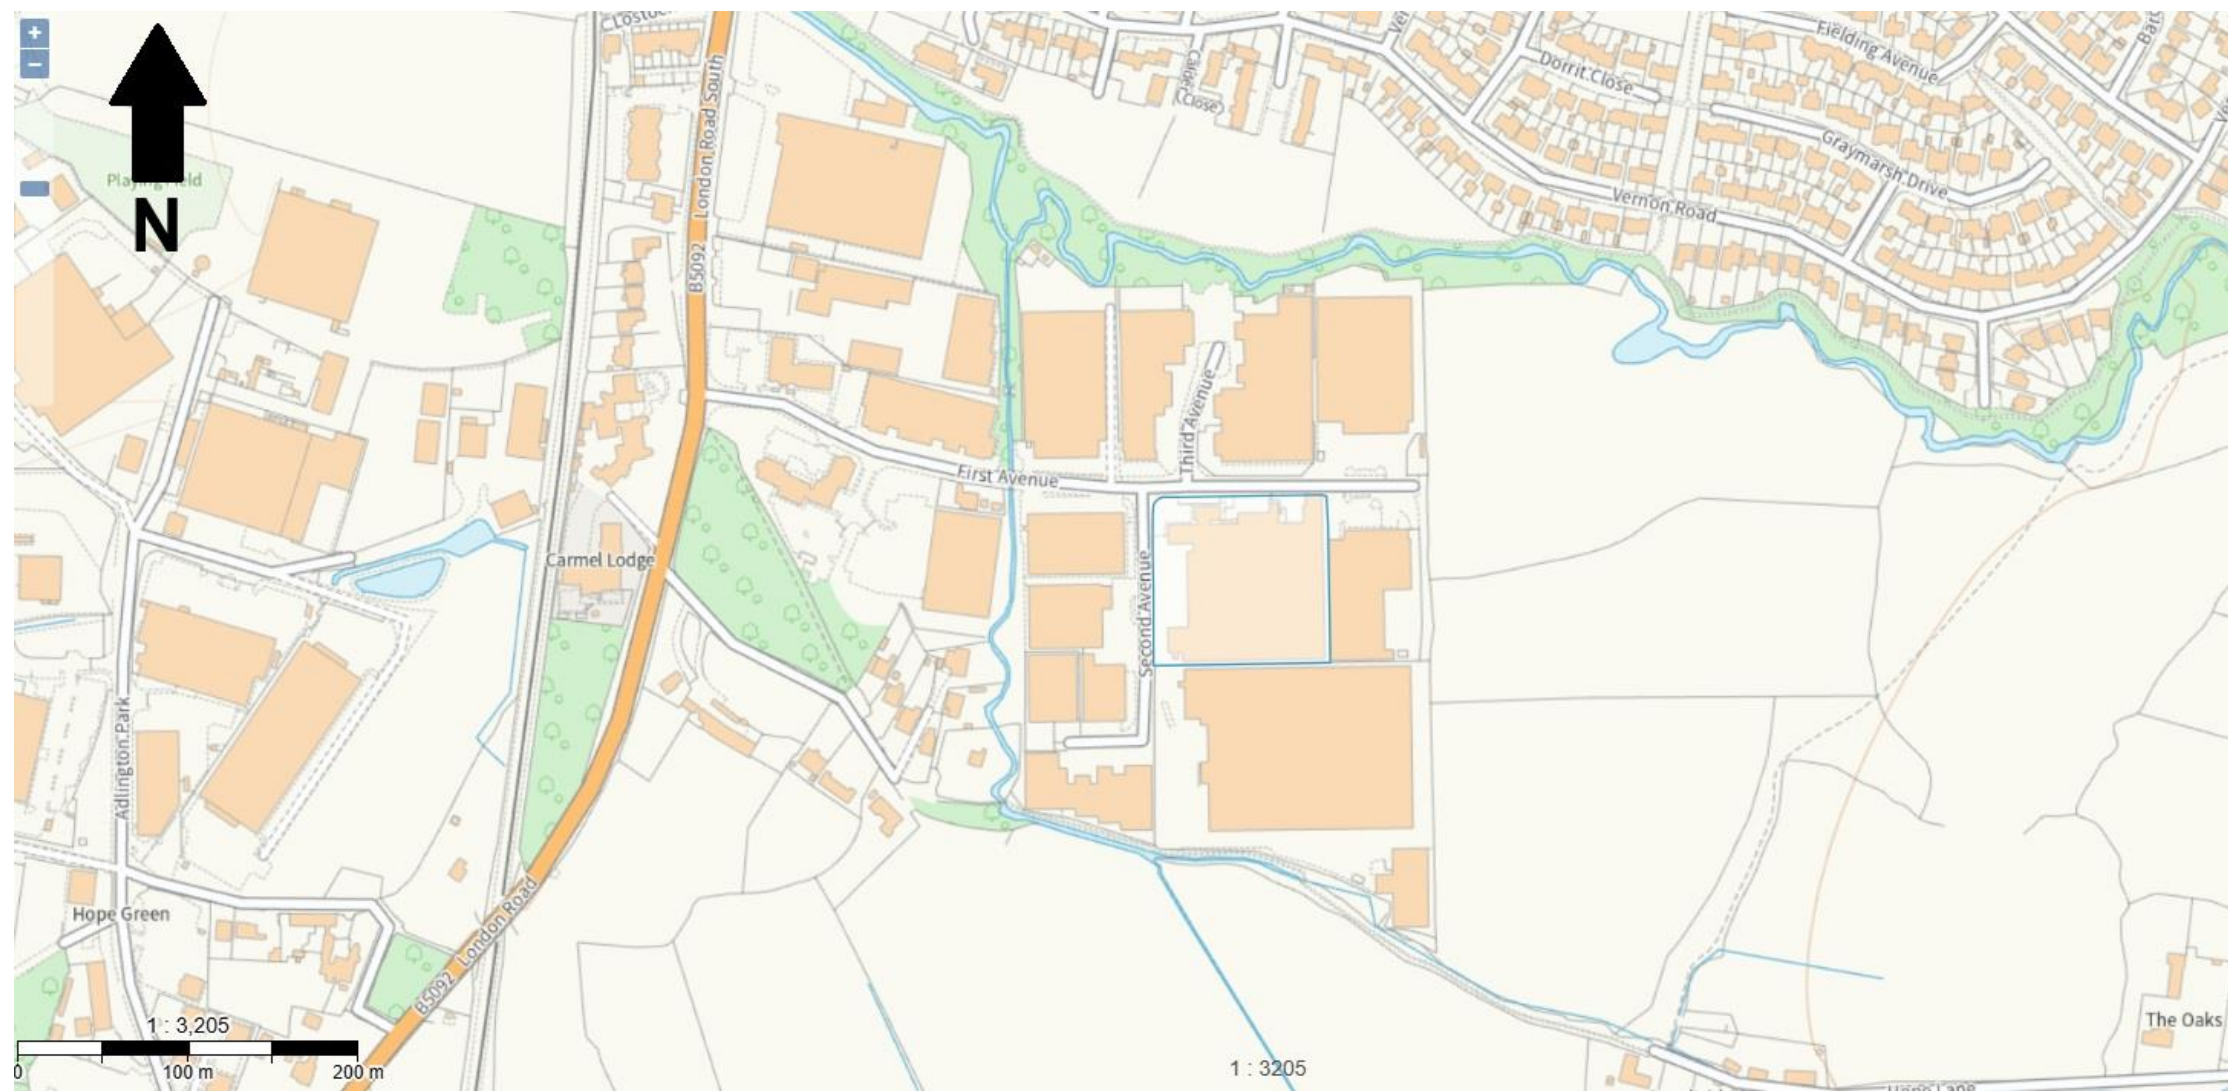 Calder
Close
Dorrit Close
Fielding Avenue
Graymarsh Drive
Vernon Road
B5092 London Road South
Playing Field
N
Third Avenue
First Avenue
Second Avenue
Carmel Lodge
Adlington Park
Hope Green
B5092 London Road
The Oaks
1 : 3,205
0
100 m
200 m
1 : 3205